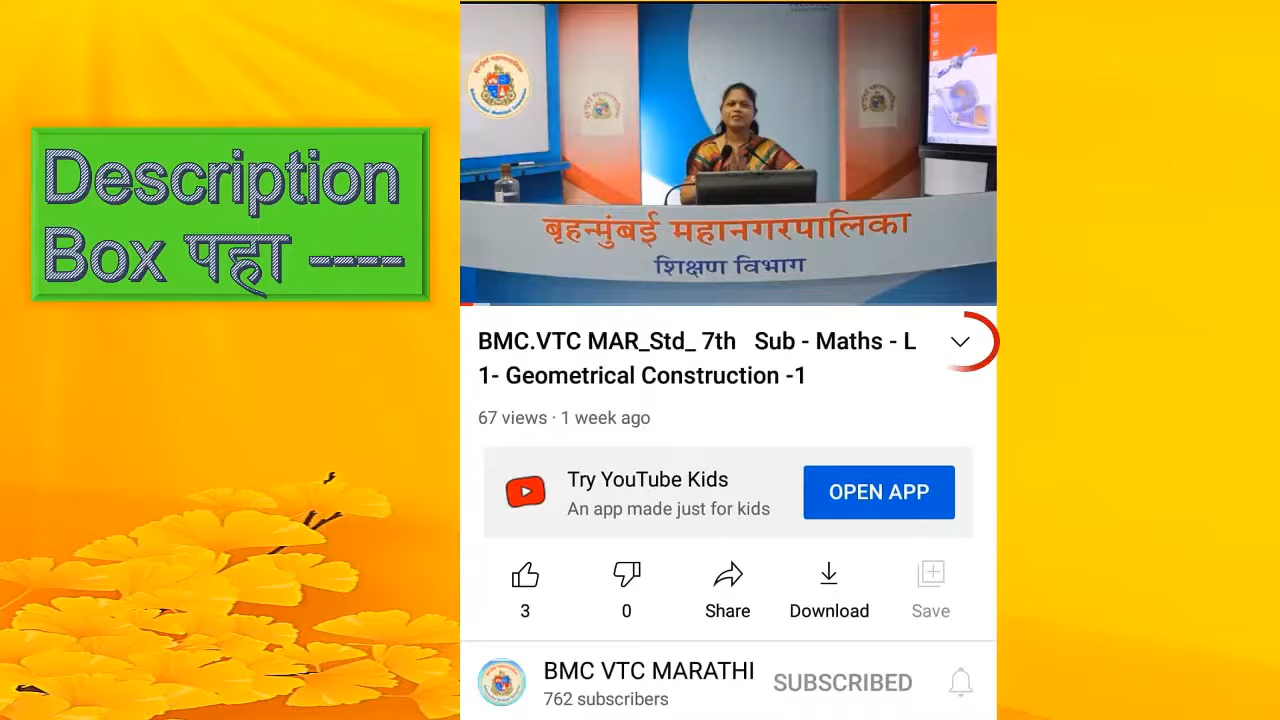 Description
Box पहा ----
बृहन्मुंबई महानगरपालिका
शिक्षण विभाग
BMC.VTC MAR_Std_ 7th Sub - Maths - L
1- Geometrical Construction -1
67 views · 1 week ago
Try YouTube Kids
An app made just for kids
OPEN APP
3
0
Share
Download
Save
BMC VTC MARATHI
762 subscribers
SUBSCRIBED